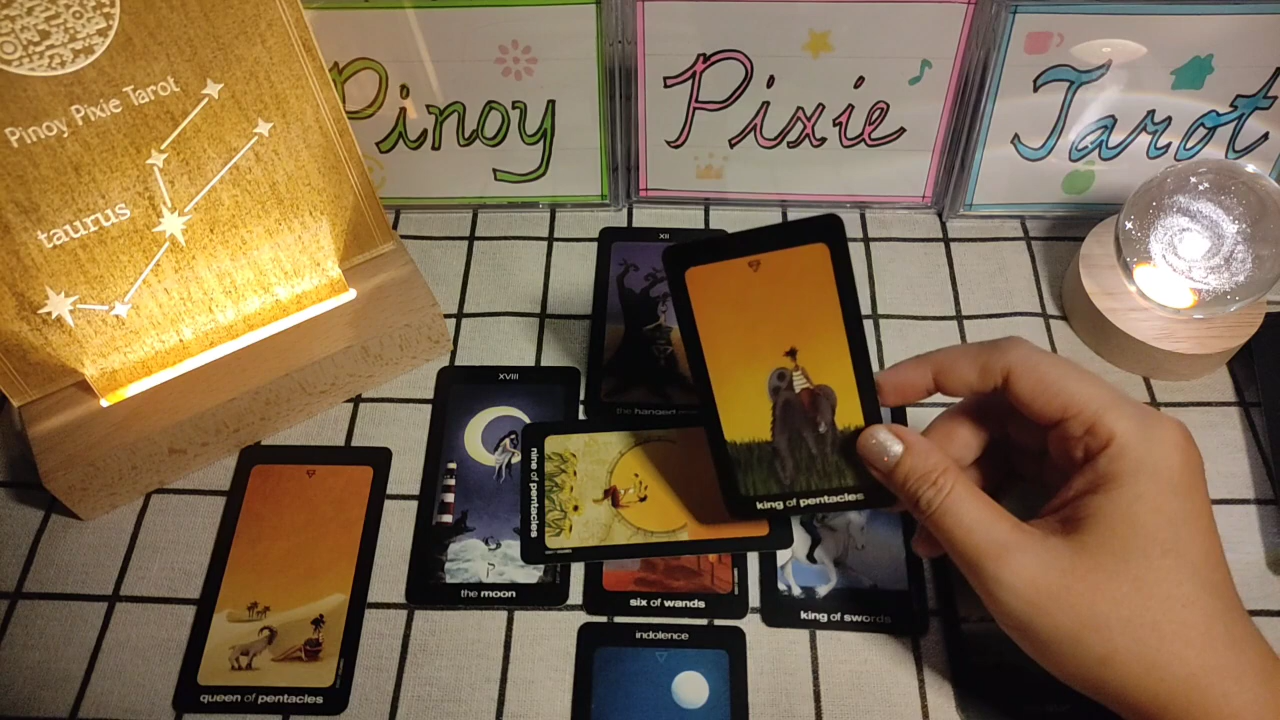 Pinoy
Pixie
Tarot
Pinoy Pixie Tarot
taurus
XII
the hanged
XVIII
the moon
nine of pentacles
king of pentacles
six of wands
king of swords
indolence
queen of pentacles